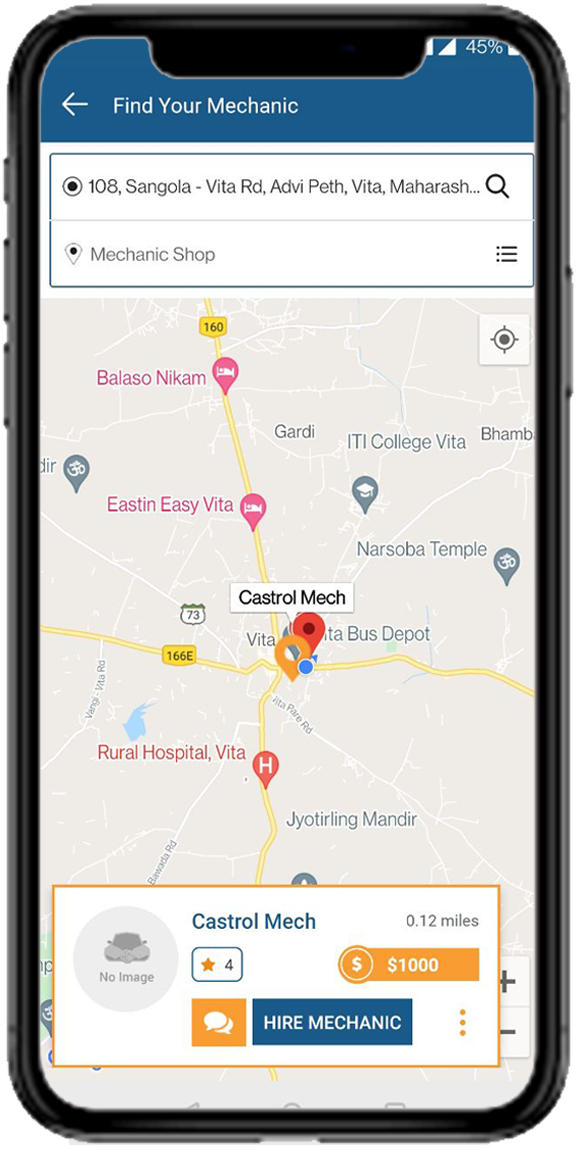 45%
Find Your Mechanic
108, Sangola - Vita Rd, Advi Peth, Vita, Maharash...
Mechanic Shop
160
Balaso Nikam
Gardi
ITI College Vita
Bhamb
dir
Eastin Easy Vita
Narsoba Temple
Castrol Mech
73
Vita
ita Bus Depot
166E
Vangi - Vita Rd
Vita Pare Rd
Rural Hospital, Vita
H
Jyotirling Mandir
Bawada Rd
Castrol Mech
0.12 miles
No Image
4
$
$1000
HIRE MECHANIC